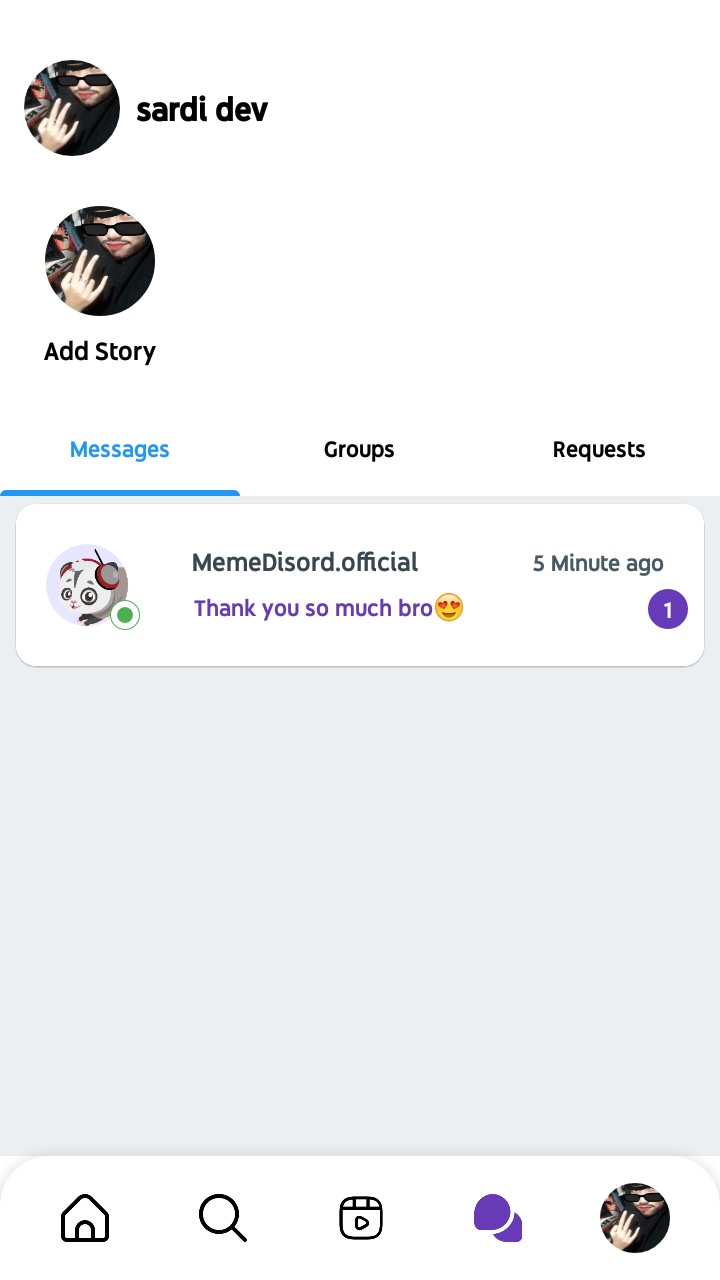 sardi dev
Add Story
Messages
Groups
Requests
MemeDisord.official
5 Minute ago
Thank you so much bro😍
1